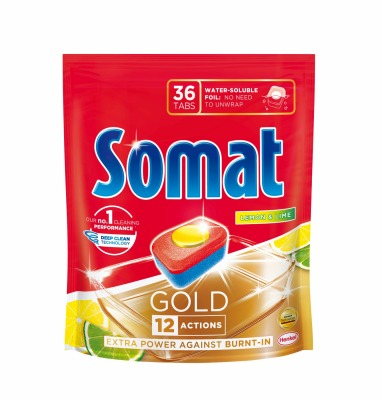 36
TABS
WATER-SOLUBLE
FOIL: NO NEED
TO UNWRAP
Somat
LEMON & LIME
OUR no.1 CLEANING
PERFORMANCE
DEEP CLEAN
TECHNOLOGY
GOLD
12 ACTIONS
EXTRA POWER AGAINST BURNT-IN
Henkel